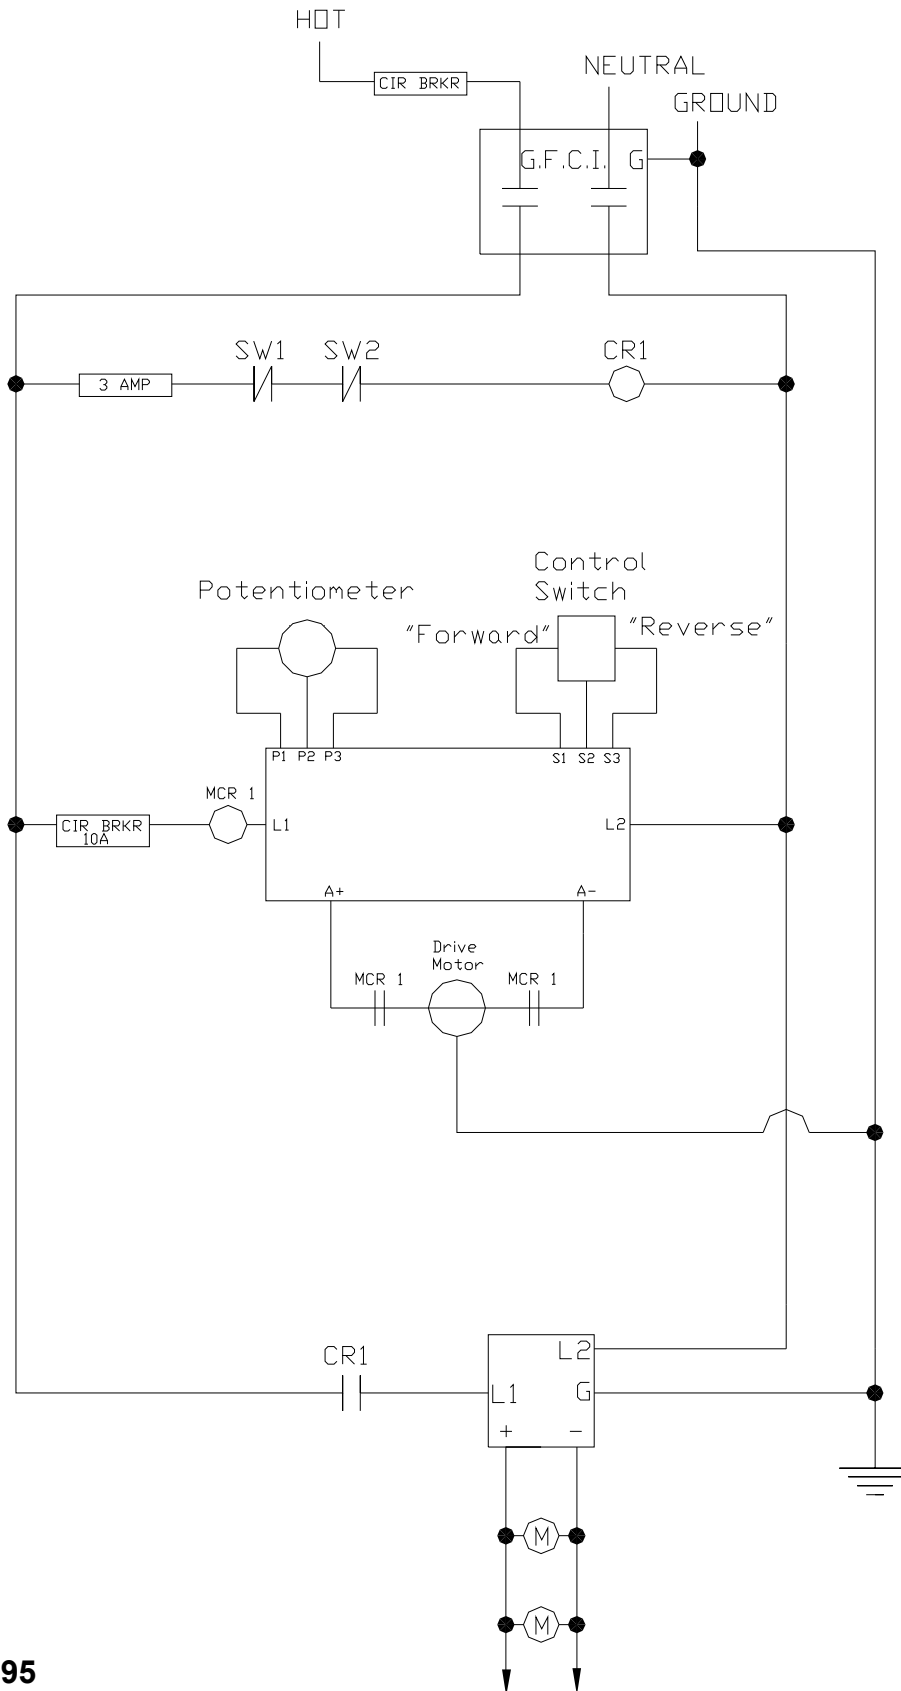 HOT
NEUTRAL
CIR BRKR
GROUND
G.F.C.I. G
SW1 SW2 CR1
3 AMP
Control
Switch
Potentiometer
"Forward" "Reverse"
P1 P2 P3 S1 S2 S3
MCR 1
CIR BRKR
10A
L1 L2
A+ A-
Drive
Motor
MCR 1 MCR 1
CR1 L2
L1 G
+ -
M
M
95